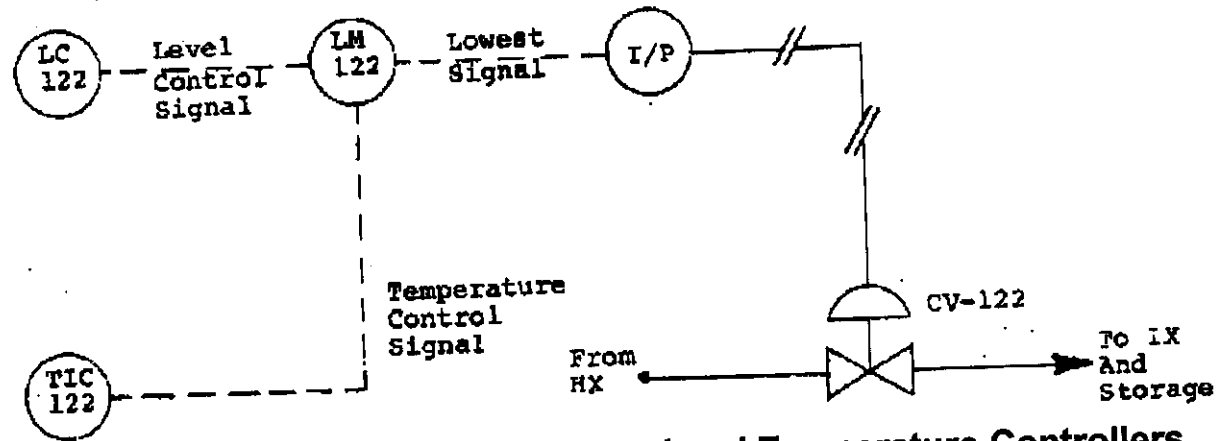 LC
122
Level
Control
Signal
LM
122
Lowest
Signal
I/P
Temperature
Control
Signal
TIC
122
CV-122
From
HX
To IX
And
Storage
Temperature Controllers